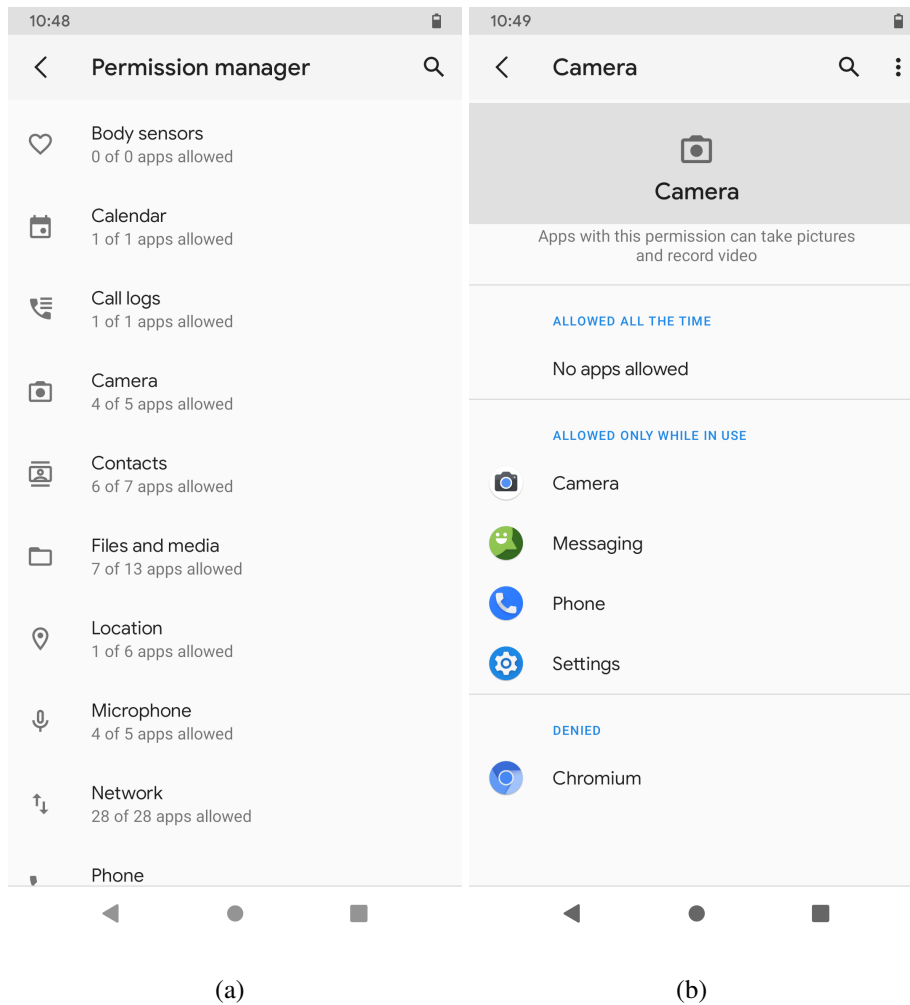 10:48
Permission manager
Body sensors
0 of 0 apps allowed
Calendar
1 of 1 apps allowed
Call logs
1 of 1 apps allowed
Camera
4 of 5 apps allowed
Contacts
6 of 7 apps allowed
Files and media
7 of 13 apps allowed
Location
1 of 6 apps allowed
Microphone
4 of 5 apps allowed
Network
28 of 28 apps allowed
Phone
(a)
10:49
Camera
Camera
Apps with this permission can take pictures
and record video
ALLOWED ALL THE TIME
No apps allowed
ALLOWED ONLY WHILE IN USE
Camera
Messaging
Phone
Settings
DENIED
Chromium
(b)